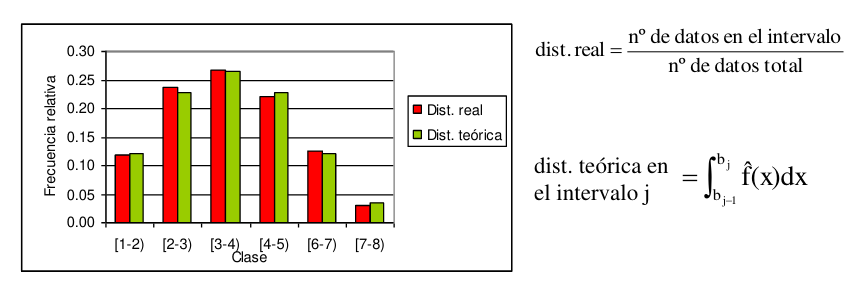 0.30
0.25
0.20
0.15
0.10
0.05
0.00
Frecuencia relativa
[1-2) [2-3) [3-4) [4-5) [6-7) [7-8)
Clase
Dist. real
Dist. teórica
dist. real = nº de datos en el intervalo
nº de datos total
dist. teórica en
el intervalo j
= ∫ b_{j-1} b_j f̂(x)dx